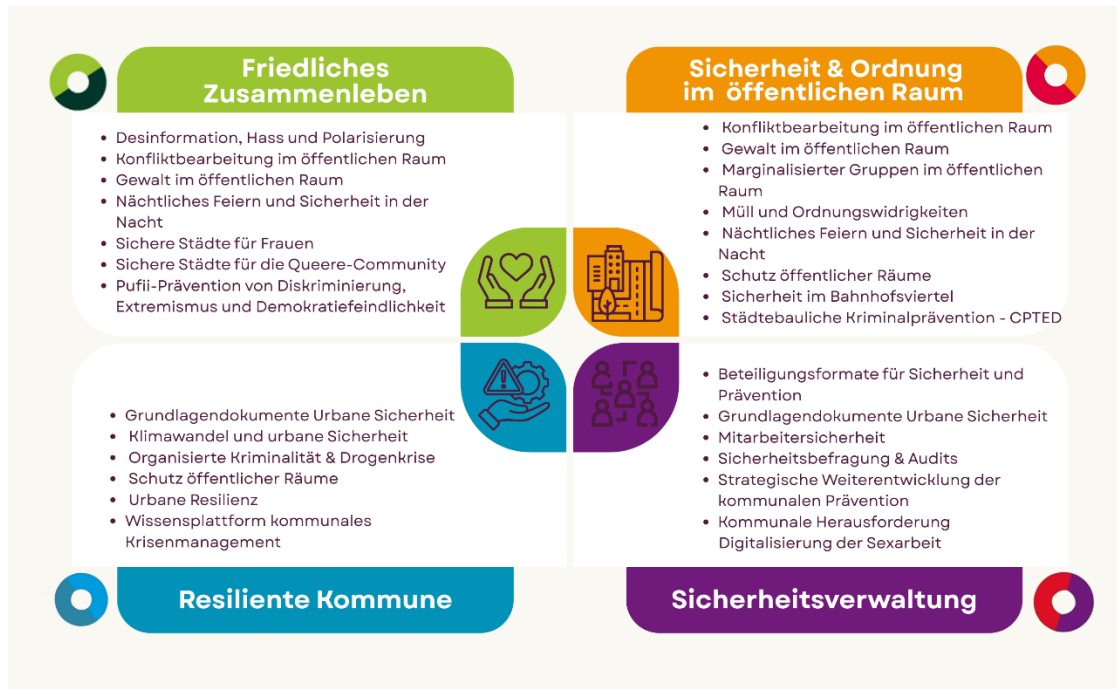 Friedliches
Zusammenleben
• Desinformation, Hass und Polarisierung
• Konfliktbearbeitung im öffentlichen Raum
• Gewalt im öffentlichen Raum
• Nächtliches Feiern und Sicherheit in der
Nacht
• Sichere Städte für Frauen
• Sichere Städte für die Queere-Community
• Pufii-Prävention von Diskriminierung,
Extremismus und Demokratiefeindlichkeit
Sicherheit & Ordnung
im öffentlichen Raum
• Konfliktbearbeitung im öffentlichen Raum
• Gewalt im öffentlichen Raum
• Marginalisierter Gruppen im öffentlichen
Raum
• Müll und Ordnungswidrigkeiten
• Nächtliches Feiern und Sicherheit in der
Nacht
• Schutz öffentlicher Räume
• Sicherheit im Bahnhofsviertel
• Städtebauliche Kriminalprävention - CPTED
• Grundlagendokumente Urbane Sicherheit
• Klimawandel und urbane Sicherheit
• Organisierte Kriminalität & Drogenkrise
• Schutz öffentlicher Räume
• Urbane Resilienz
• Wissensplattform kommunales
Krisenmanagement
Resiliente Kommune
• Beteiligungsformate für Sicherheit und
Prävention
• Grundlagendokumente Urbane Sicherheit
• Mitarbeitersicherheit
• Sicherheitsbefragung & Audits
• Strategische Weiterentwicklung der
kommunalen Prävention
• Kommunale Herausforderung
Digitalisierung der Sexarbeit
Sicherheitsverwaltung